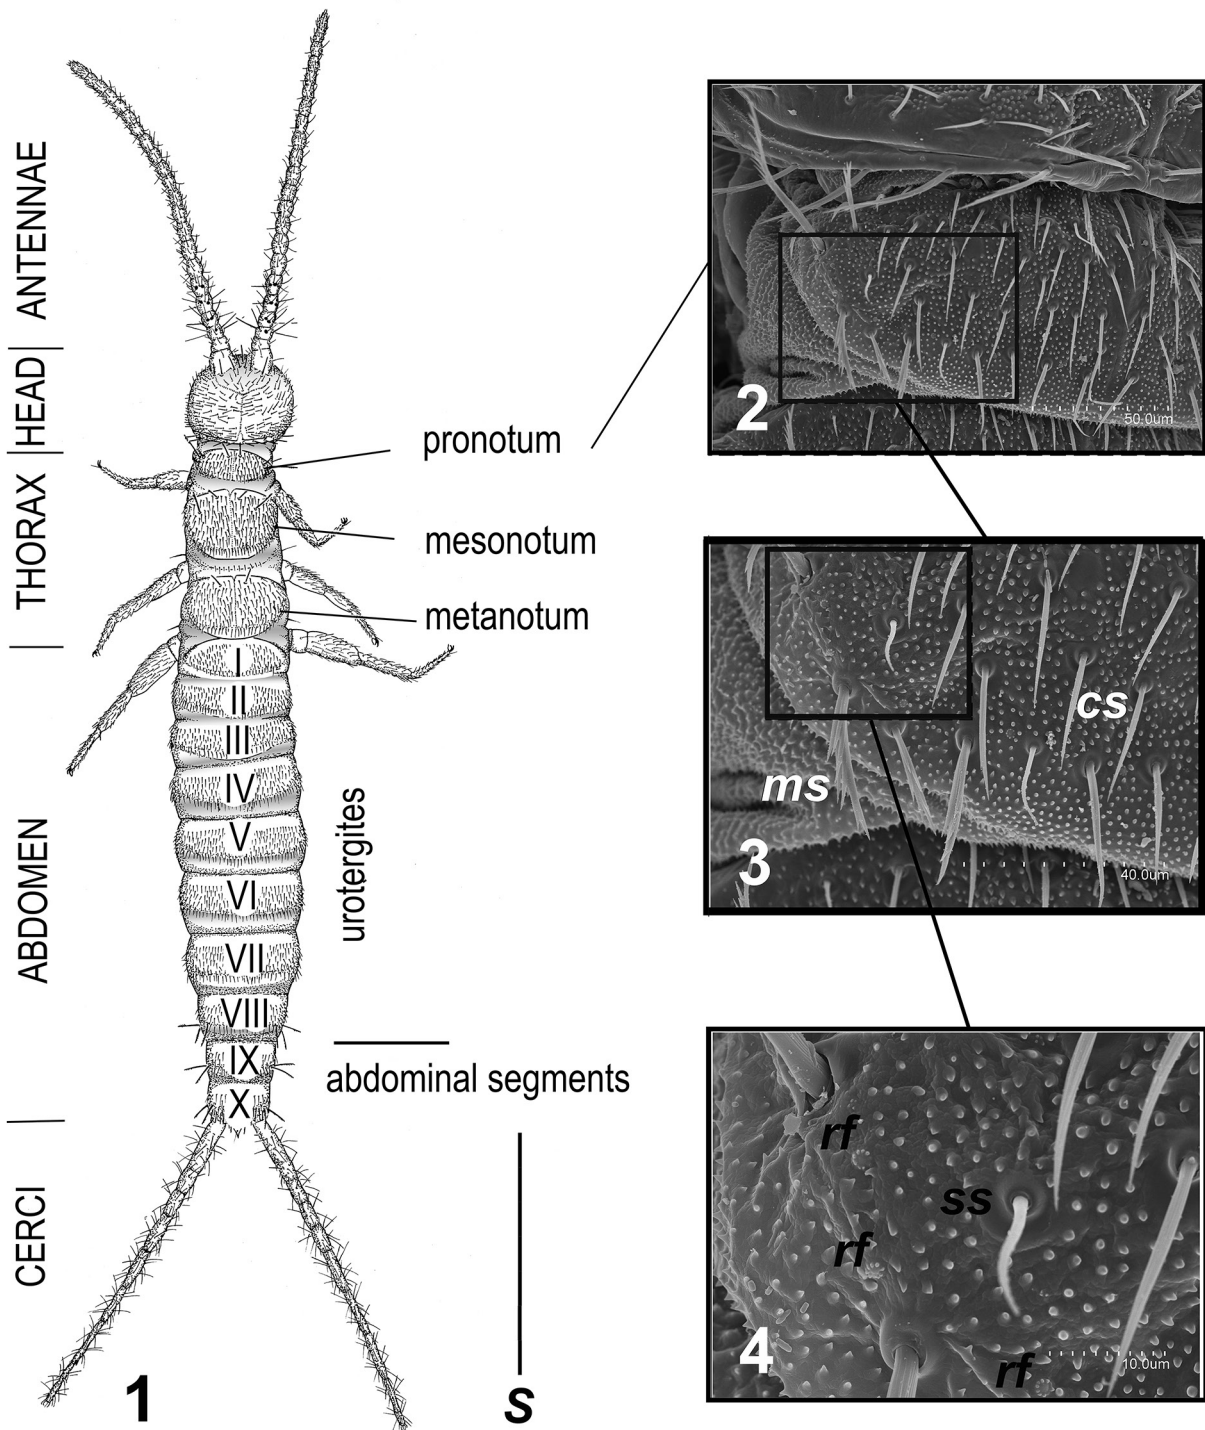 ANTENNAE
HEAD
THORAX
ABDOMEN
CERCI
pronotum
mesonotum
metanotum
I
II
III
IV
V
VI
VII
VIII
IX
X
urotergites
abdominal segments
1
s
2
50.0um
cs
ms
3
40.0um
rf
ss
rf
4
rf
10.0um